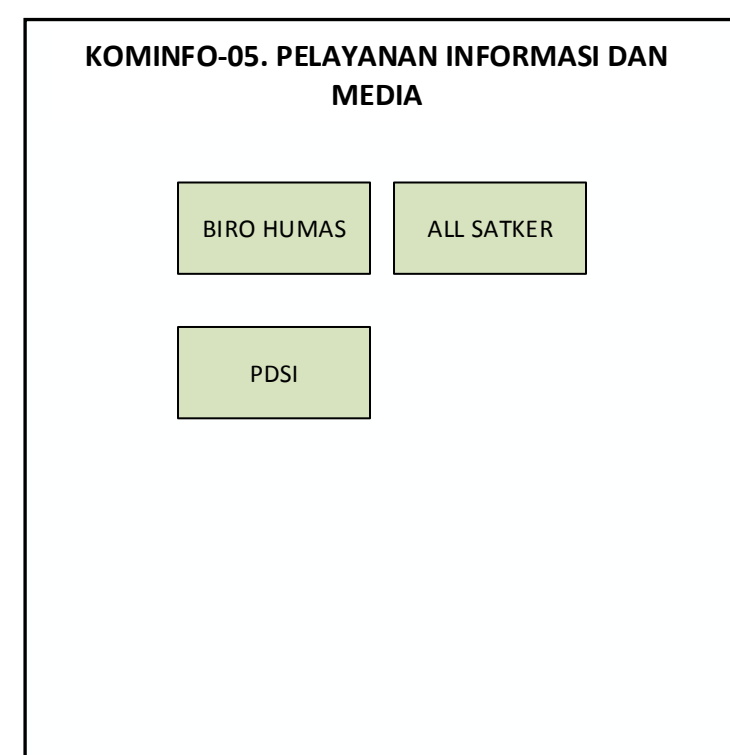 KOMINFO-05. PELAYANAN INFORMASI DAN
MEDIA
BIRO HUMAS
ALL SATKER
PDSI